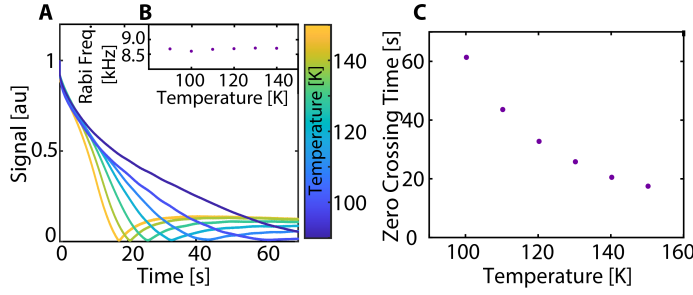 A
B
C
Rabi Freq.
[kHz]
9.0
8.5
100
120
140
Temperature [K]
Signal [au]
1
0.5
0
0
20
40
60
Time [s]
Temperature [K]
140
120
100
Zero Crossing Time [s]
60
40
20
0
80
100
120
140
160
Temperature [K]